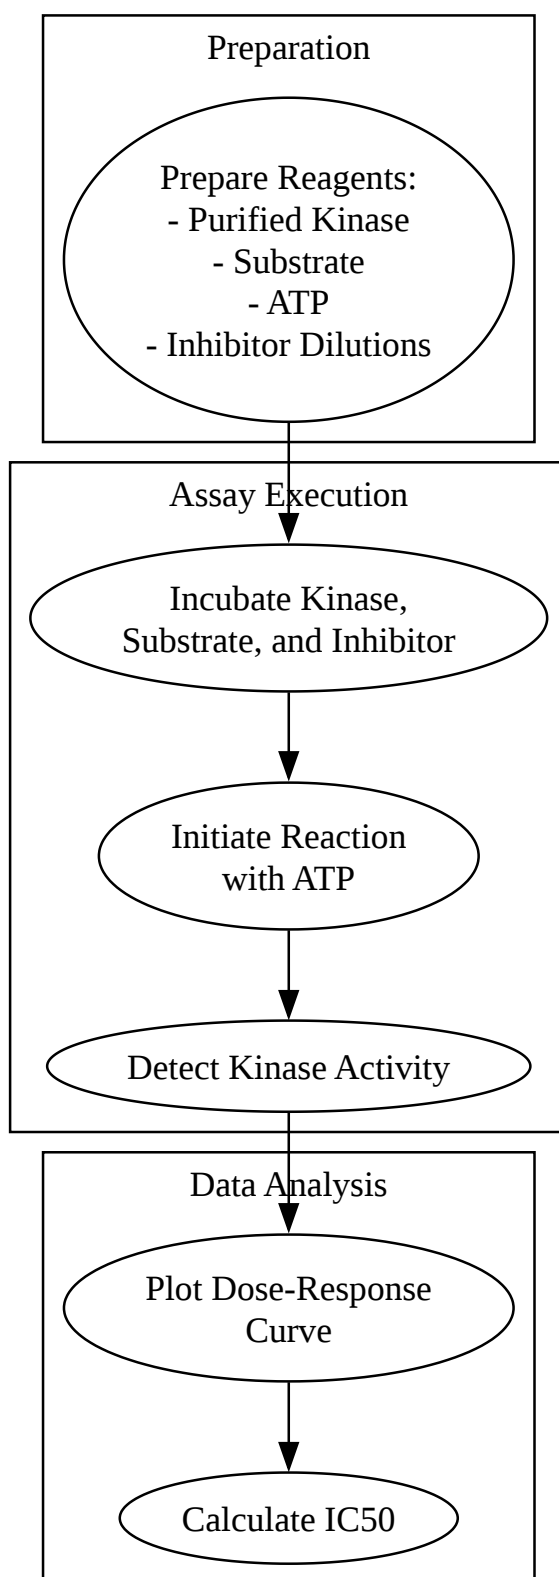 Preparation
Prepare Reagents:
- Purified Kinase
- Substrate
- ATP
- Inhibitor Dilutions
Assay Execution
Incubate Kinase,
Substrate, and Inhibitor
Initiate Reaction
with ATP
Detect Kinase Activity
Data Analysis
Plot Dose-Response
Curve
Calculate IC50